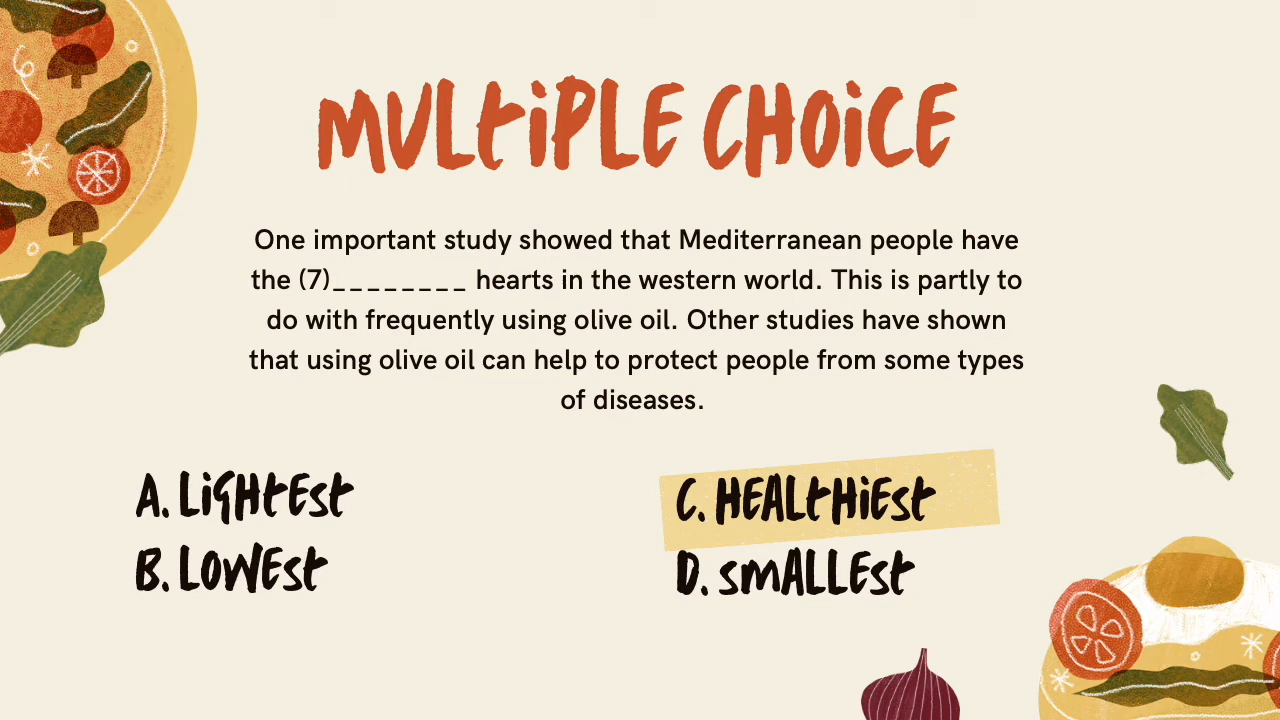 MULTIPLE CHOICE
One important study showed that Mediterranean people have
the (7)________ hearts in the western world. This is partly to
do with frequently using olive oil. Other studies have shown
that using olive oil can help to protect people from some types
of diseases.
A. LIGHTEST
B. LOWEST
C. HEALTHIEST
D. SMALLEST